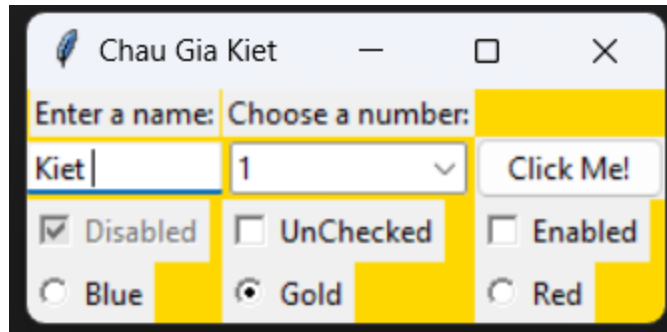 Chau Gia Kiet
Enter a name: Choose a number:
Kiet 1 Click Me!
Disabled UnChecked Enabled
Blue Gold Red